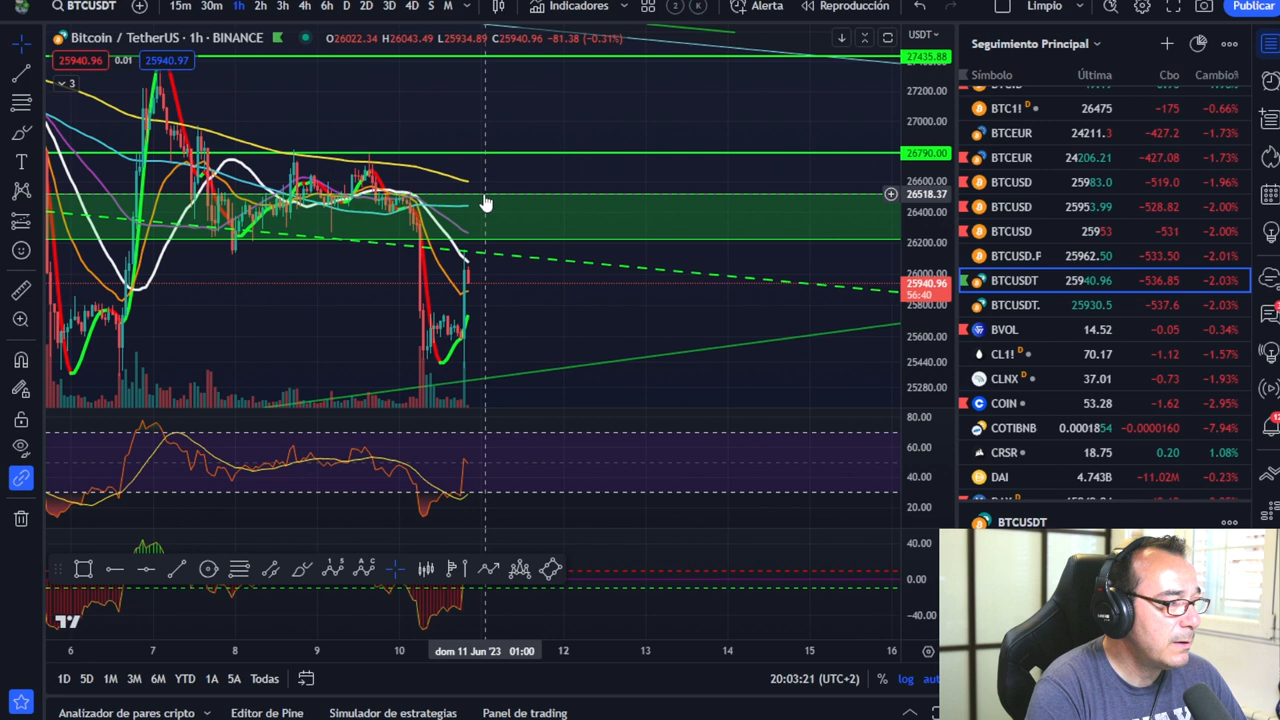 BTCUSDT 15m 30m 1h 2h 3h 4h 6h D 2D 3D 4D S M Indicadores 2 K Alerta Reproducción Limpio Publicar
Bitcoin / TetherUS · 1h · BINANCE O26022.34 H26043.49 L25934.89 C25940.96 −81.38 (−0.31%)
25940.96 0.01 25940.97
3
USDT
27435.88
27200.00
27000.00
26790.00
26600.00
26518.37
26400.00
26200.00
26000.00
25940.96
56:40
25800.00
25600.00
25440.00
25280.00
80.00
60.00
40.00
20.00
40.00
0.00
−40.00
6 7 8 9 10 dom 11 Jun '23 01:00 12 13 14 15 16
1D 5D 1M 3M 6M YTD 1A 5A Todas 20:03:21 (UTC+2) % log aut
Analizador de pares cripto Editor de Pine Simulador de estrategias Panel de trading
Seguimiento Principal
Símbolo Última Cbo Cambio%
BTC1! D 26475 −175 −0.66%
BTCEUR 24211.3 −427.2 −1.73%
BTCEUR 24206.21 −427.08 −1.73%
BTCUSD 25983.0 −519.0 −1.96%
BTCUSD 25953.99 −528.82 −2.00%
BTCUSD 25953 −531 −2.00%
BTCUSD.F 25962.50 −533.50 −2.01%
BTCUSDT 25940.96 −536.85 −2.03%
BTCUSDT. 25930.5 −537.6 −2.03%
BVOL 14.52 −0.05 −0.34%
CL1! D 70.17 −1.12 −1.57%
CLNX D 37.01 −0.73 −1.93%
COIN 53.28 −1.62 −2.95%
COTIBNB 0.0001854 −0.0000160 −7.94%
CRSR 18.75 0.20 1.08%
DAI 4.743B −11.02M −0.23%
BTCUSDT